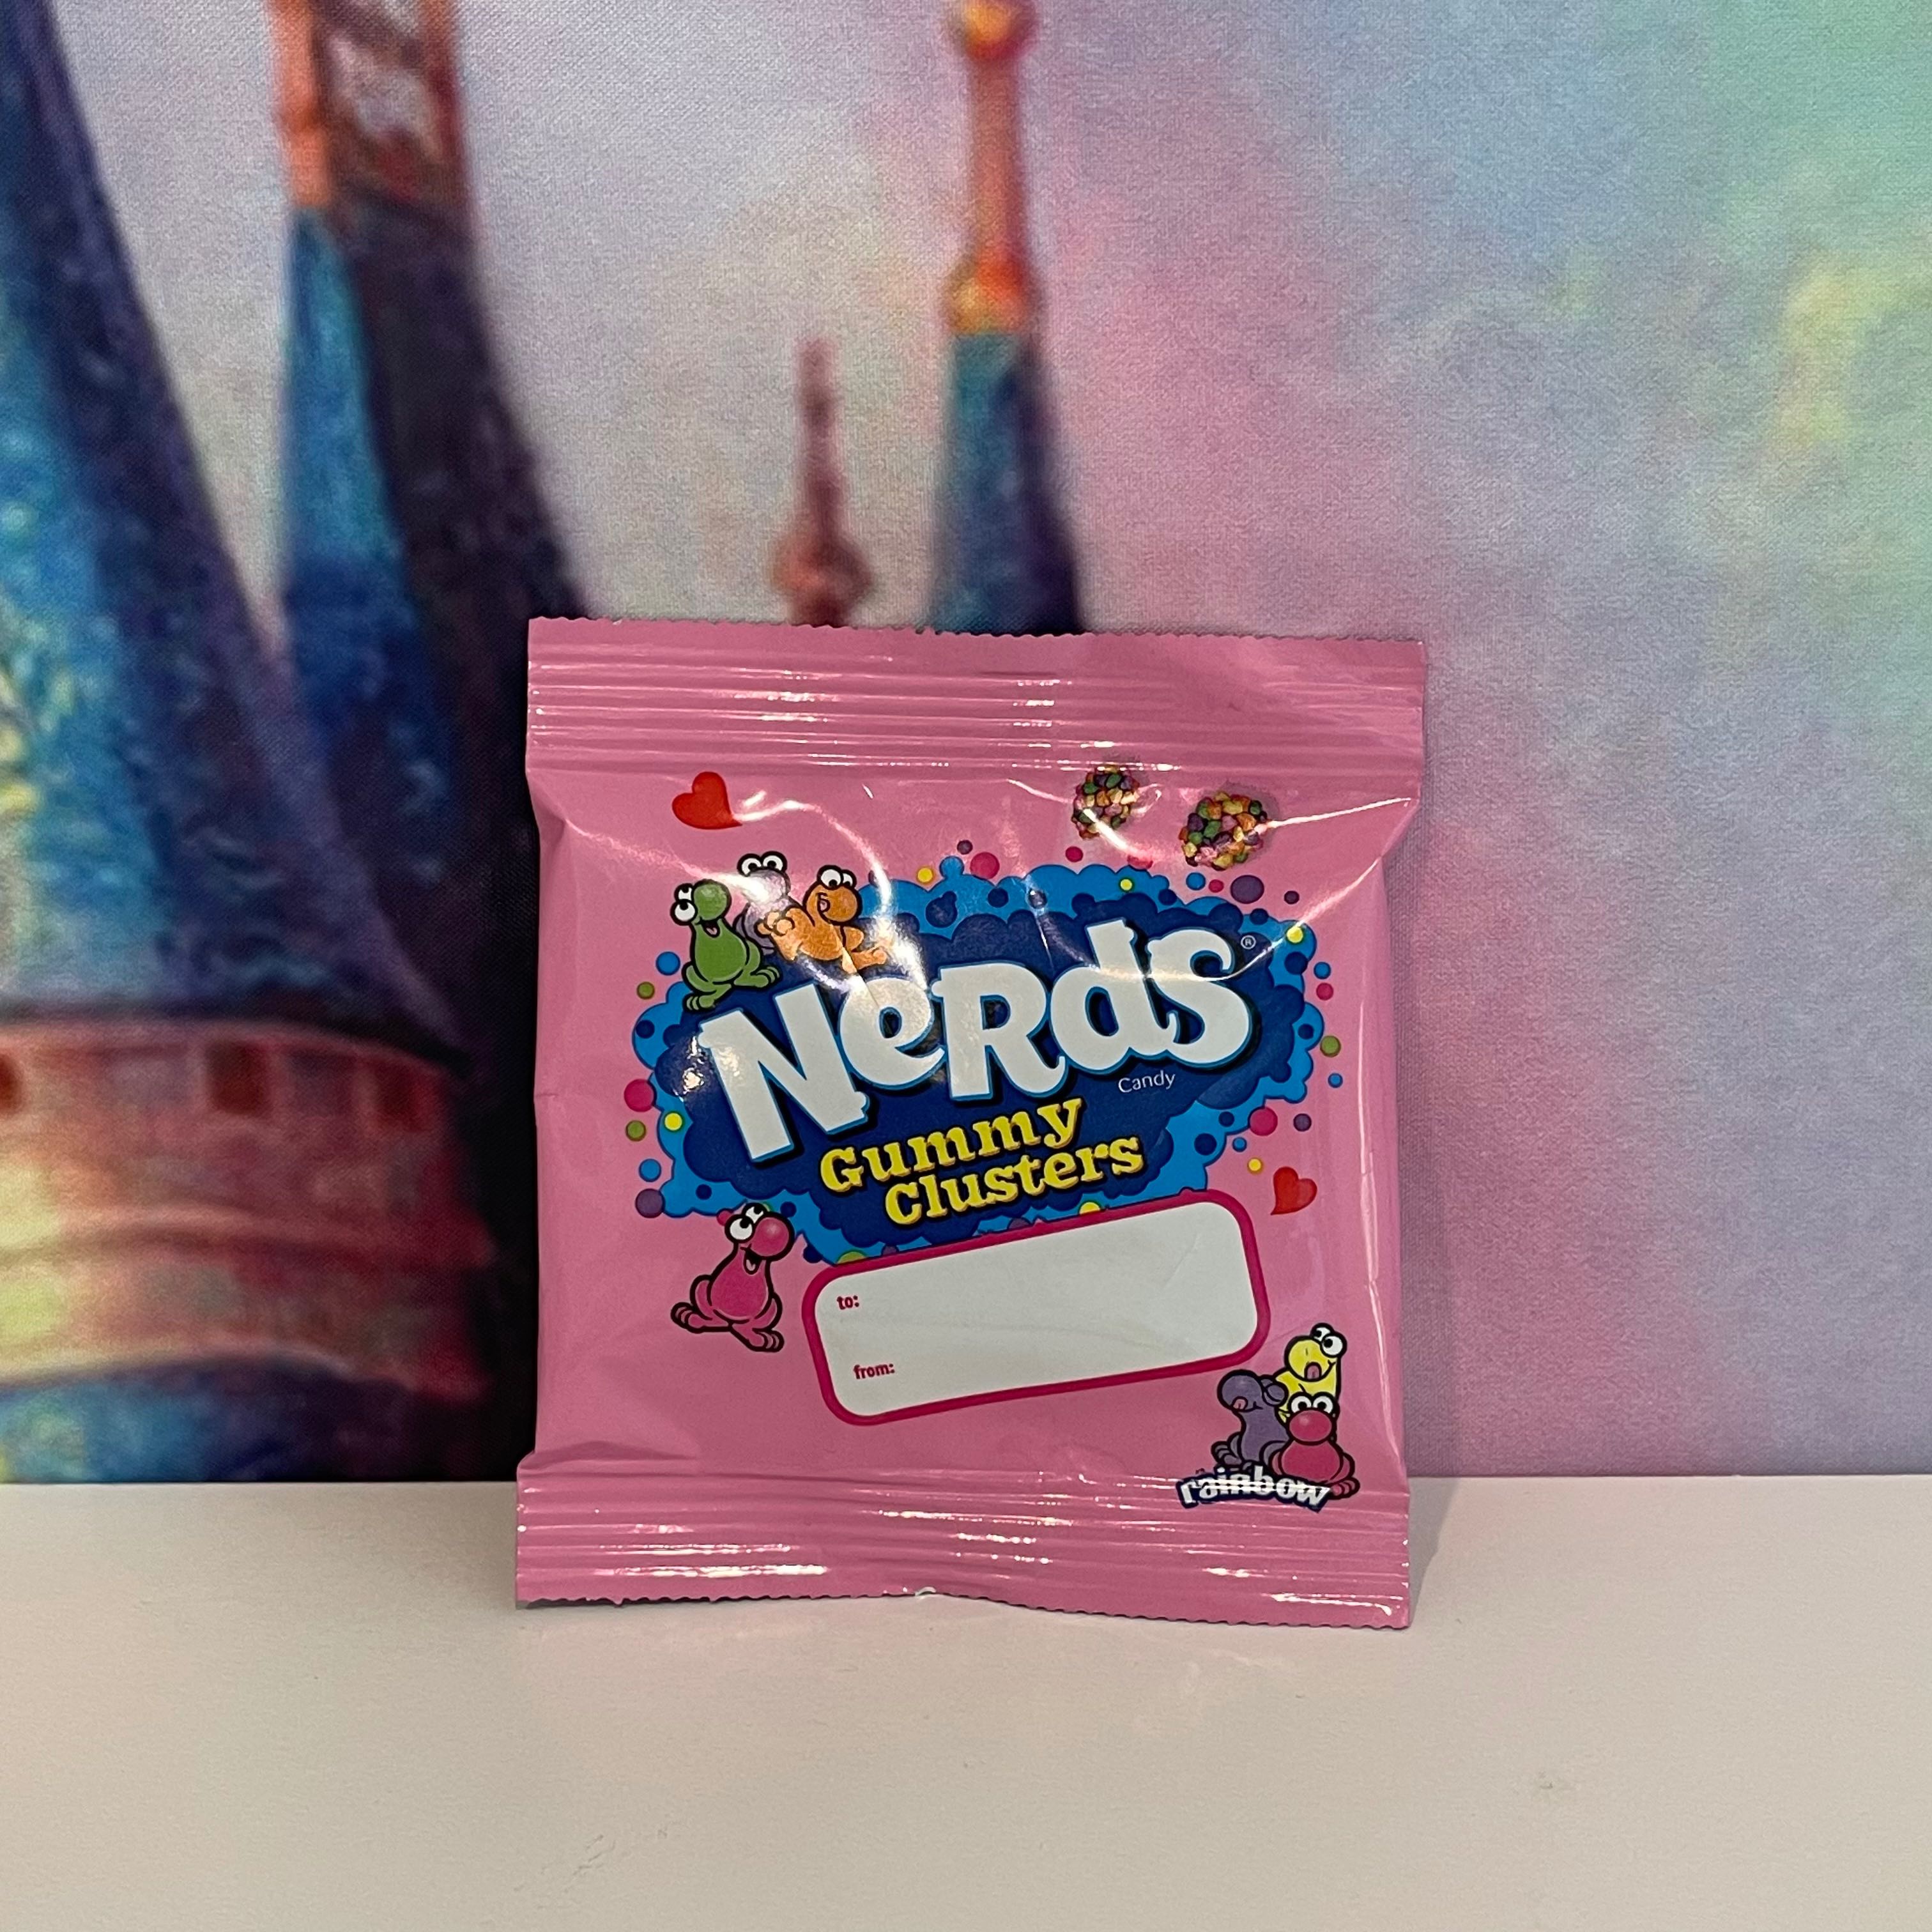 NeRdS®
Candy
Gummy
Clusters
to:
from:
rainbow